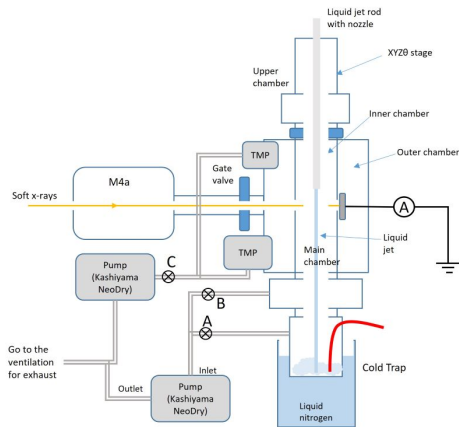 Liquid jet rod
with nozzle
XYZθ stage
Upper
chamber
Inner chamber
Outer chamber
TMP
Gate
valve
M4a
Soft x-rays
A
Liquid
jet
Main
chamber
TMP
C
Pump
(Kashiyama
NeoDry)
B
A
Go to the
ventilation
for exhaust
Inlet
Outlet
Pump
(Kashiyama
NeoDry)
Cold Trap
Liquid
nitrogen